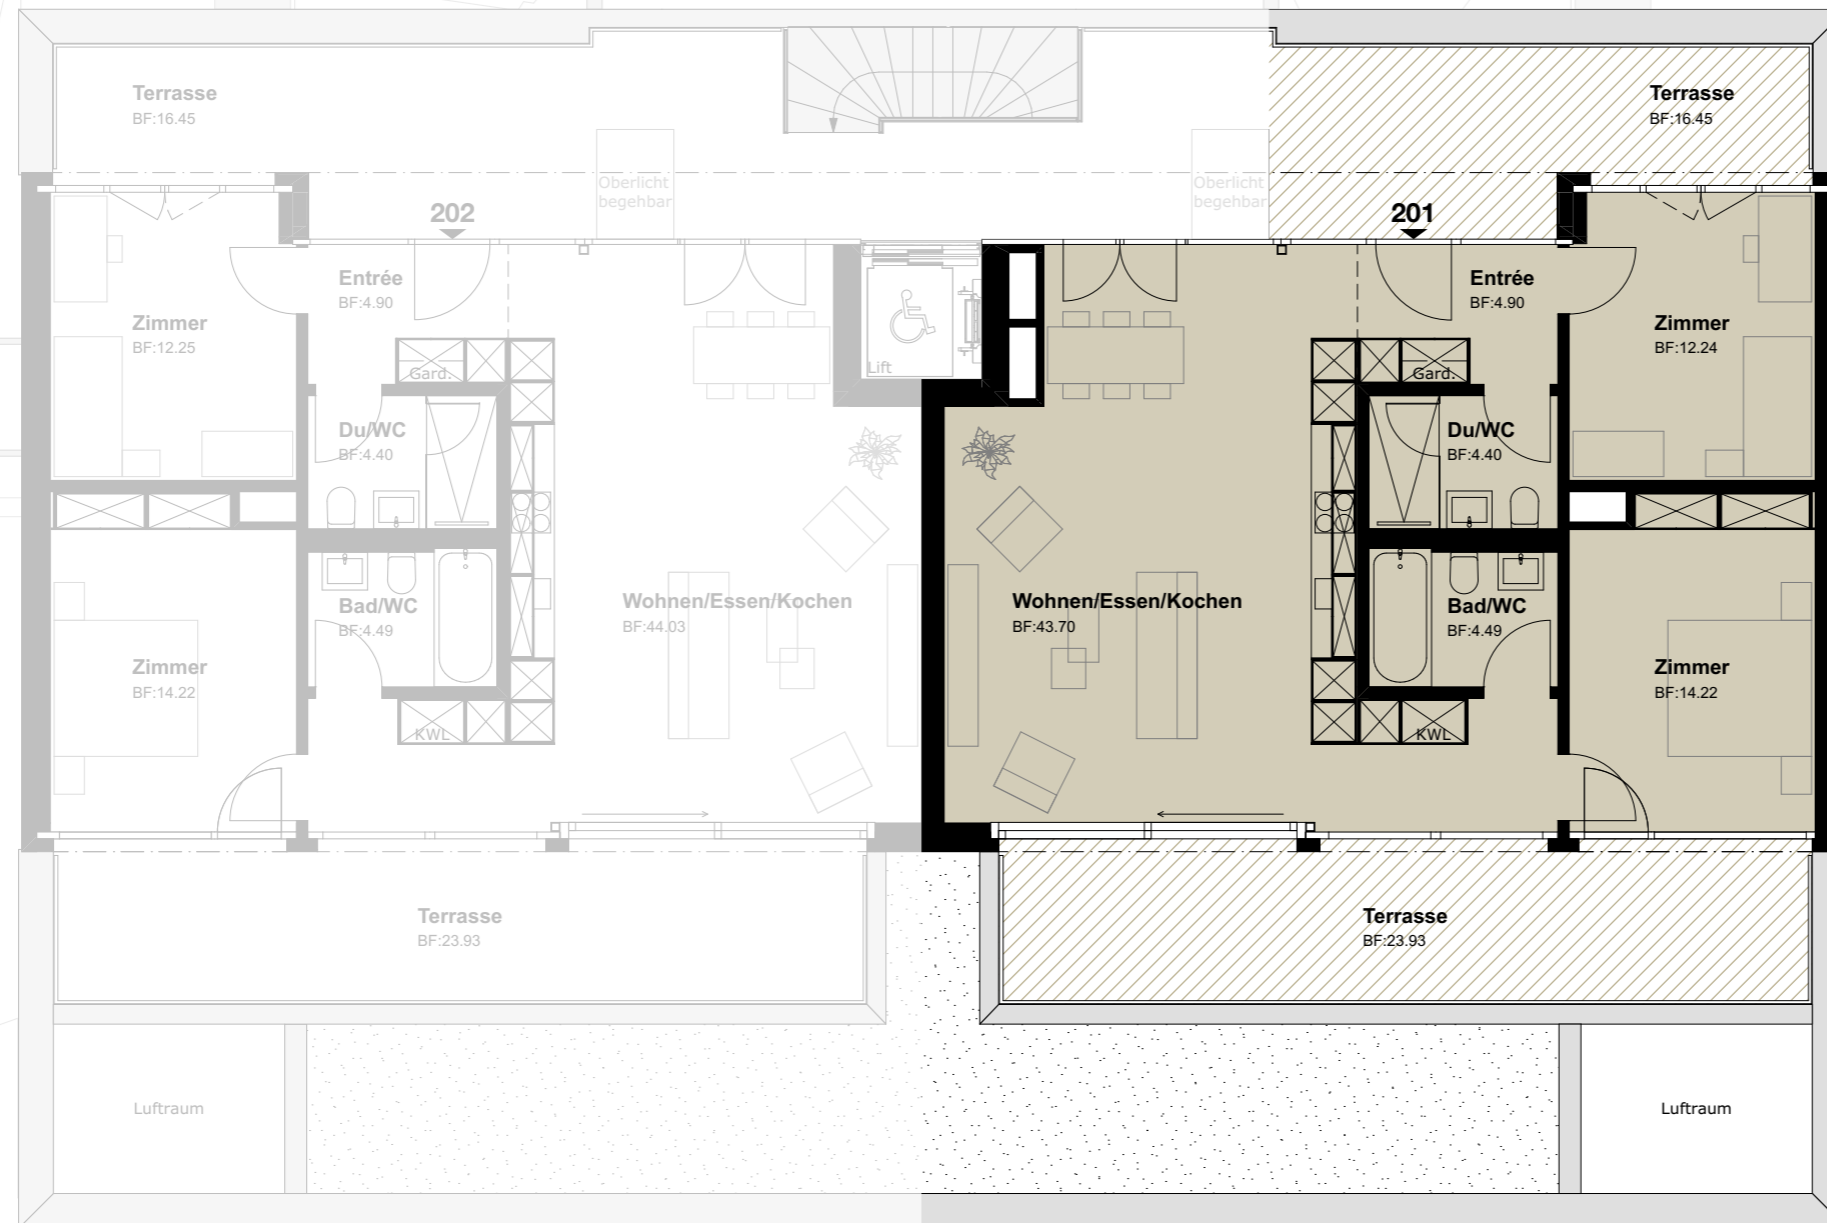 Terrasse
BF:16.45
Terrasse
BF:16.45
Oberlicht
begehbar
Oberlicht
begehbar
202
201
Entrée
BF:4.90
Entrée
BF:4.90
Zimmer
BF:12.25
Zimmer
BF:12.24
Lift
Gard.
Gard.
Du/WC
BF:4.40
Du/WC
BF:4.40
Wohnen/Essen/Kochen
BF:44.03
Wohnen/Essen/Kochen
BF:43.70
Bad/WC
BF:4.49
Bad/WC
BF:4.49
Zimmer
BF:14.22
Zimmer
BF:14.22
KWL
KWL
Terrasse
BF:23.93
Terrasse
BF:23.93
Luftraum
Luftraum